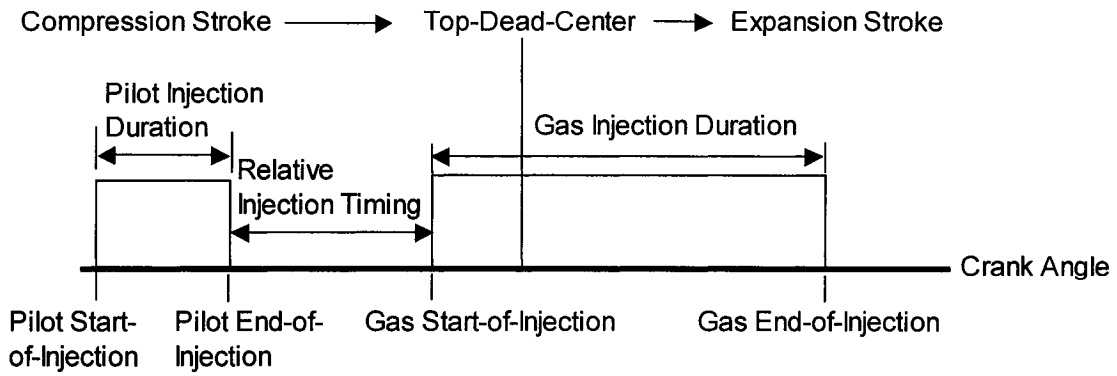 Compression Stroke
Top-Dead-Center
Expansion Stroke
Pilot Injection
Duration
Gas Injection Duration
Relative
Injection Timing
Crank Angle
Pilot Start-
of-Injection
Pilot End-of-
Injection
Gas Start-of-Injection
Gas End-of-Injection